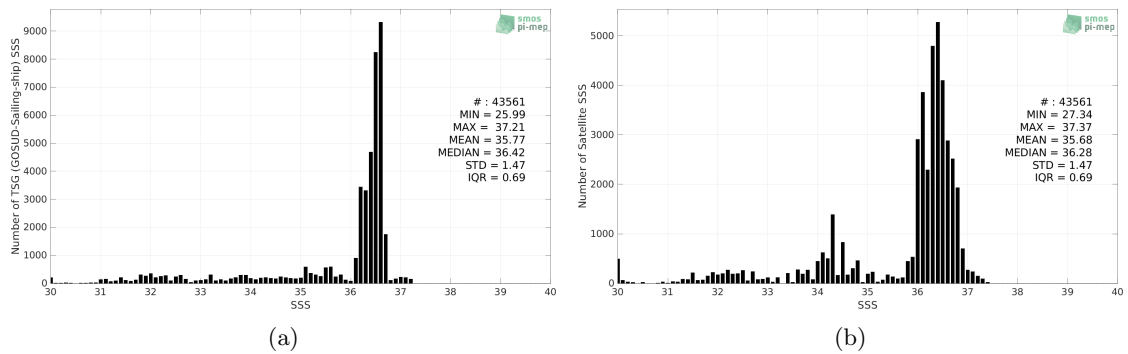 Number of TSG (GOSUD-Sailing-ship) SSS
9000
8000
7000
6000
5000
4000
3000
2000
1000
0
30 31 32 33 34 35 36 37 38 39 40
SSS
smos
pi-mep
# : 43561
MIN = 25.99
MAX = 37.21
MEAN = 35.77
MEDIAN = 36.42
STD = 1.47
IQR = 0.69
(a)
Number of Satellite SSS
5000
4000
3000
2000
1000
0
30 31 32 33 34 35 36 37 38 39 40
SSS
smos
pi-mep
# : 43561
MIN = 27.34
MAX = 37.37
MEAN = 35.68
MEDIAN = 36.28
STD = 1.47
IQR = 0.69
(b)